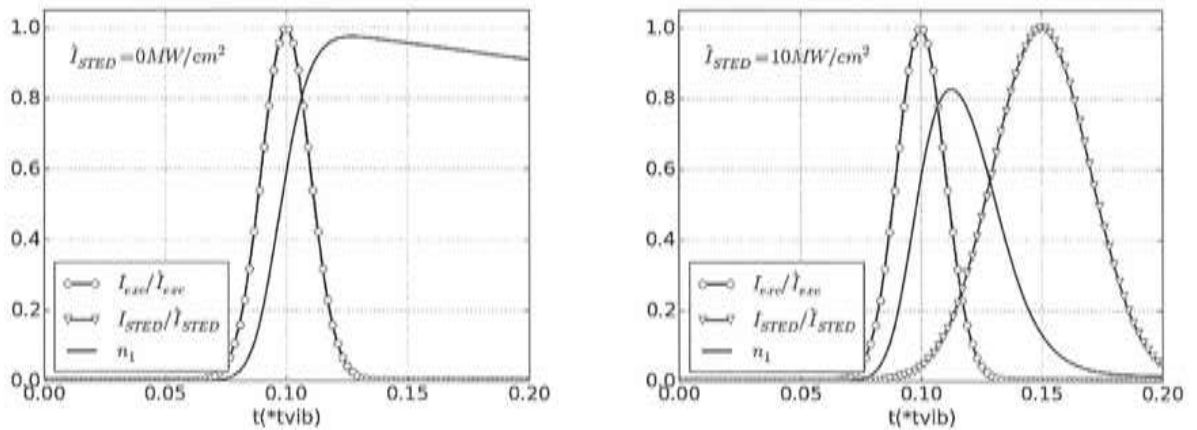 1.0
0.8
0.6
0.4
0.2
0.0
0.00 0.05 0.10 0.15 0.20
t(*tvib)
Î_STED = 0MW/cm²
I_exc/Î_exc
I_STED/Î_STED
n₁
1.0
0.8
0.6
0.4
0.2
0.0
0.00 0.05 0.10 0.15 0.20
t(*tvib)
Î_STED = 10MW/cm²
I_exc/Î_exc
I_STED/Î_STED
n₁